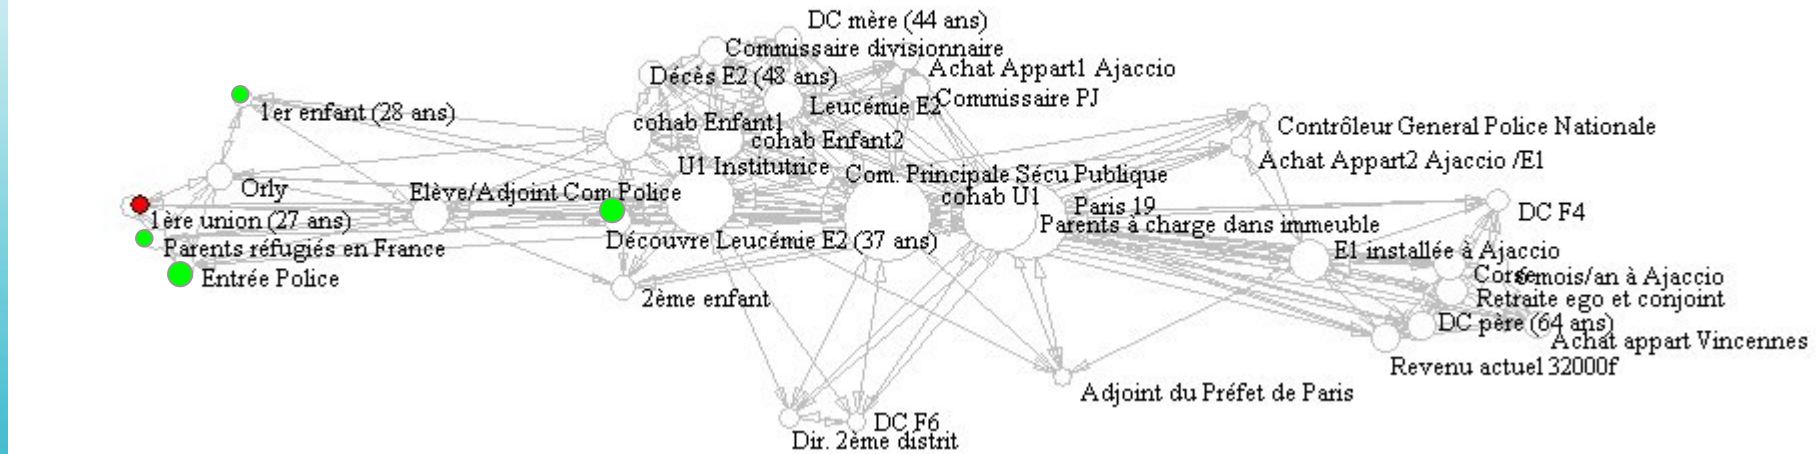 DC mère (44 ans)
Commissaire divisionnaire
Achat Appart1 Ajaccio
Décès E2 (48 ans)
Commissaire PJ
Leucémie E2
1er enfant (28 ans)
cohab Enfant1
Contrôleur General Police Nationale
cohab Enfant2
Achat Appart2 Ajaccio /E1
U1 Institutrice
Com. Principale Sécu Publique
Orly
Elève/Adjoint Com Police
cohab U1
Paris 19
DC F4
1ère union (27 ans)
Parents à charge dans immeuble
Découvre Leucémie E2 (37 ans)
Parents réfugiés en France
E1 installée à Ajaccio
Entrée Police
Corse
6 mois/an à Ajaccio
2ème enfant
Retraite ego et conjoint
DC père (64 ans)
Achat appart Vincennes
Revenu actuel 32000f
Adjoint du Préfet de Paris
DC F6
Dir. 2ème distrit